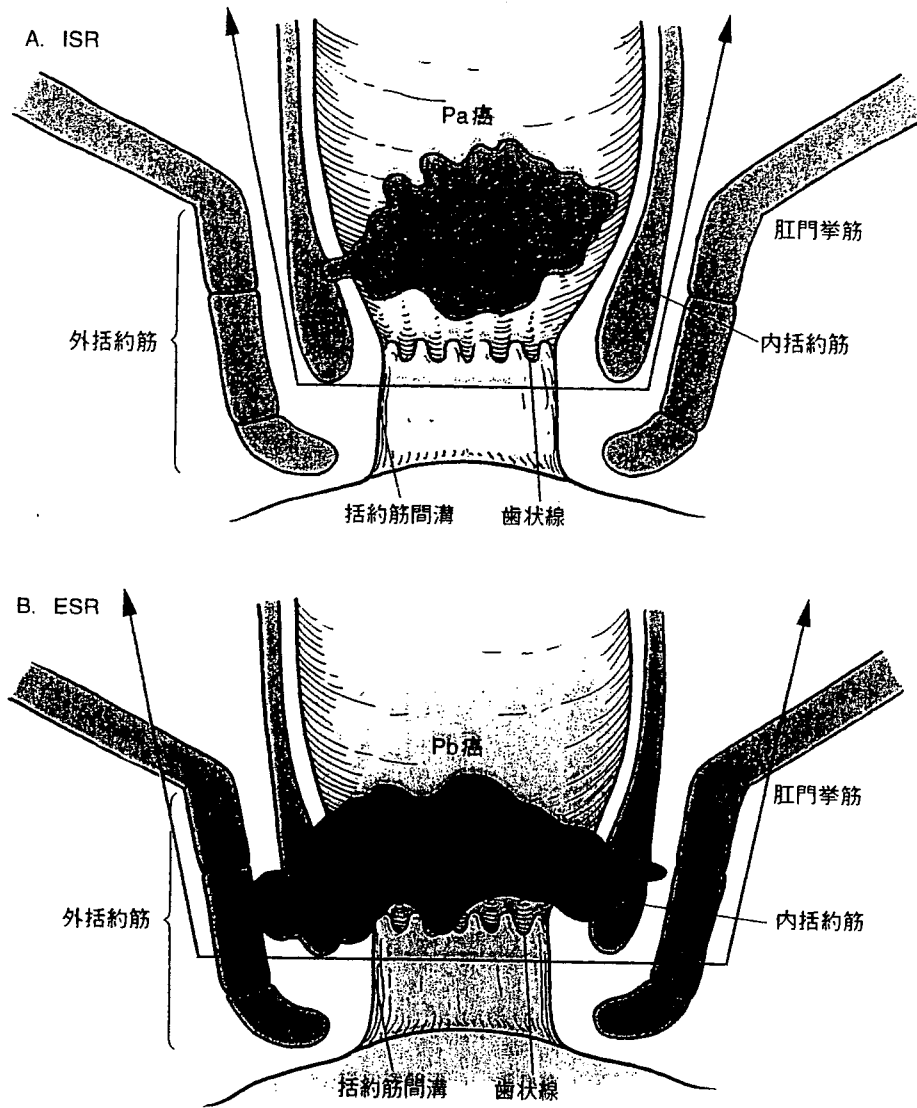 A. ISR
Pa癌
肛門挙筋
外括約筋
内括約筋
括約筋間溝
歯状線
B. ESR
Pb癌
肛門挙筋
外括約筋
内括約筋
括約筋間溝
歯状線